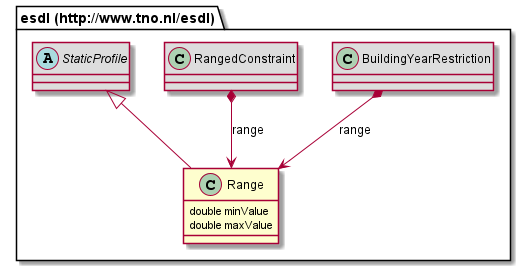 esdl (http://www.tno.nl/esdl)
A StaticProfile
C RangedConstraint
C BuildingYearRestriction
range
range
C Range
double minValue
double maxValue